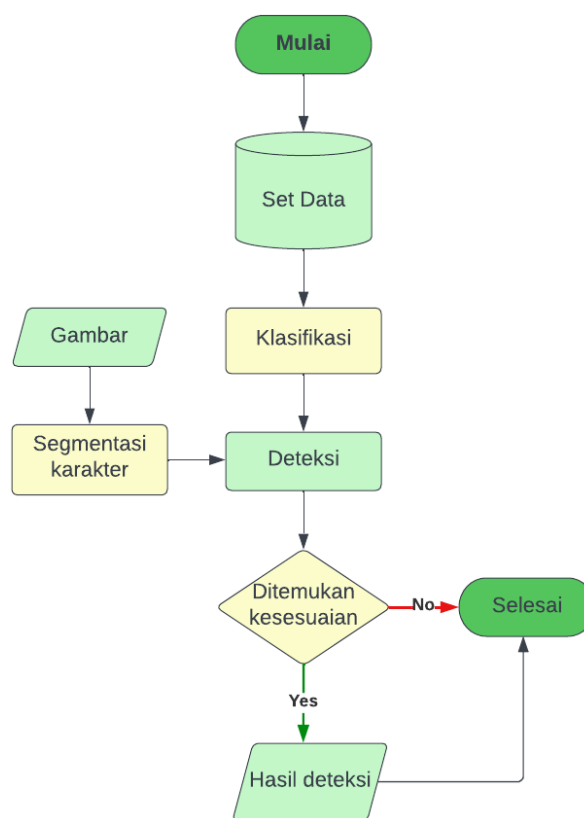 Mulai
Set Data
Gambar
Klasifikasi
Segmentasi
karakter
Deteksi
Ditemukan
kesesuaian
No
Selesai
Yes
Hasil deteksi